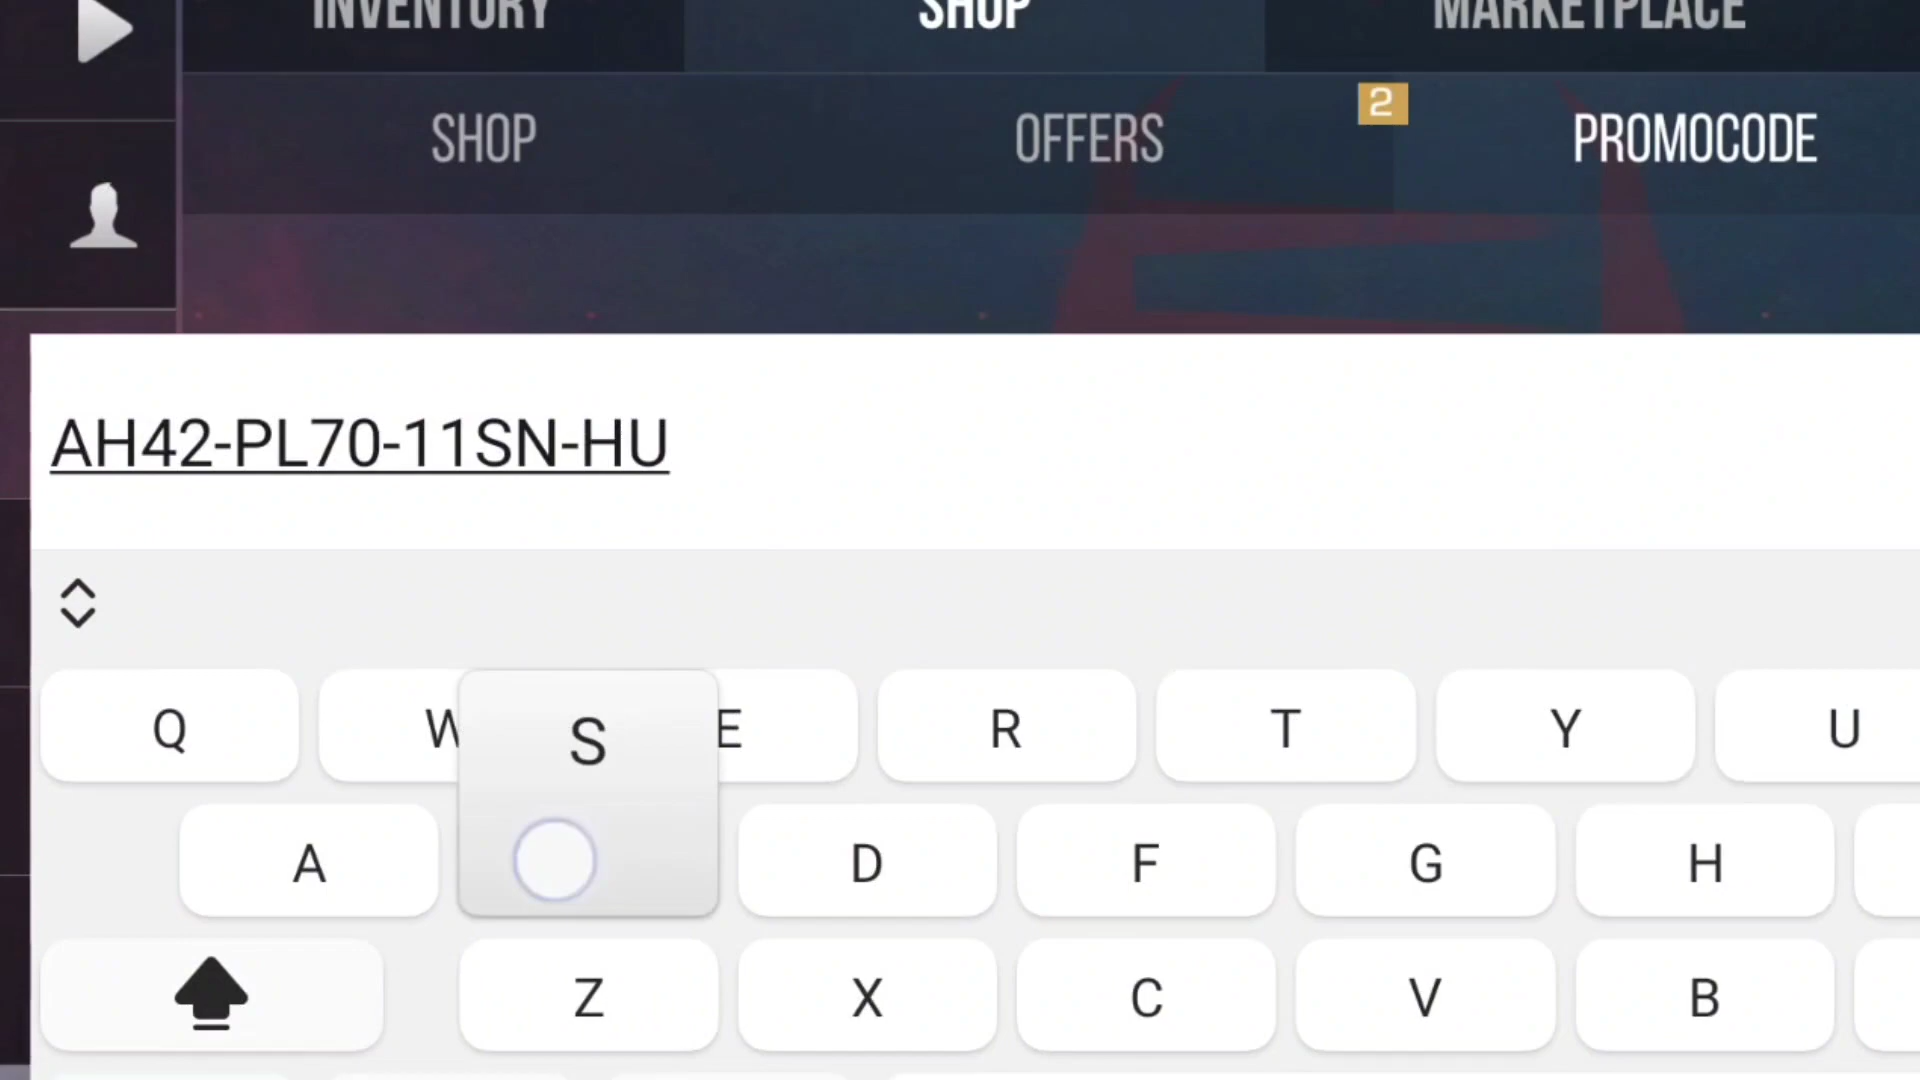 INVENTORY SHOP MARKETPLACE
SHOP OFFERS 2 PROMOCODE
AH42-PL70-11SN-HU
Q W S E R T Y U
A D F G H
Z X C V B